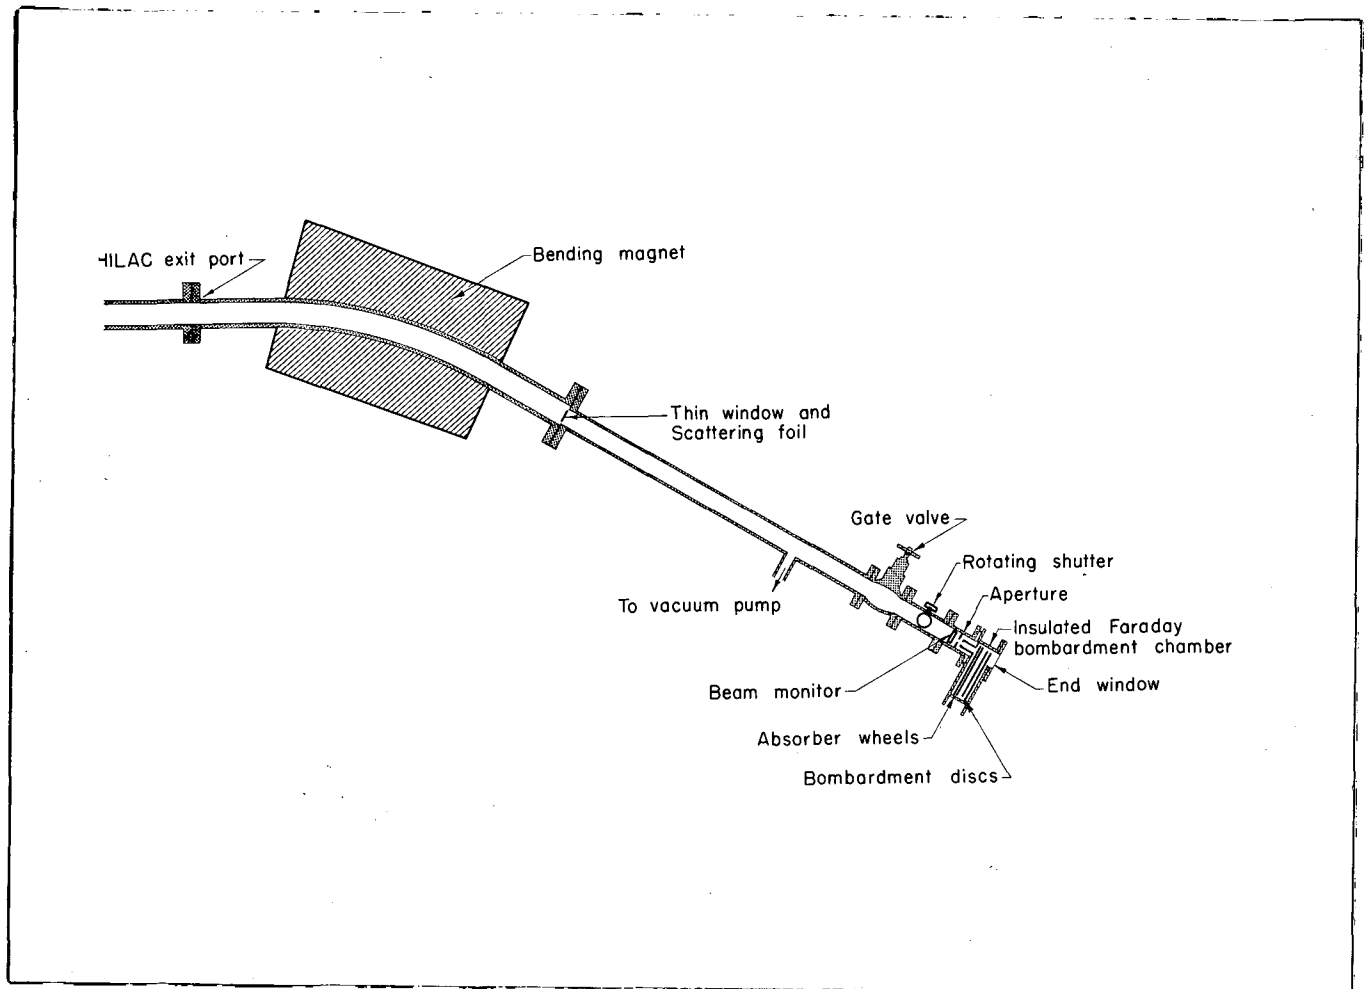 HILAC exit port
Bending magnet
Thin window and
Scattering foil
Gate valve
Rotating shutter
Aperture
To vacuum pump
Insulated Faraday
bombardment chamber
Beam monitor
End window
Absorber wheels
Bombardment discs